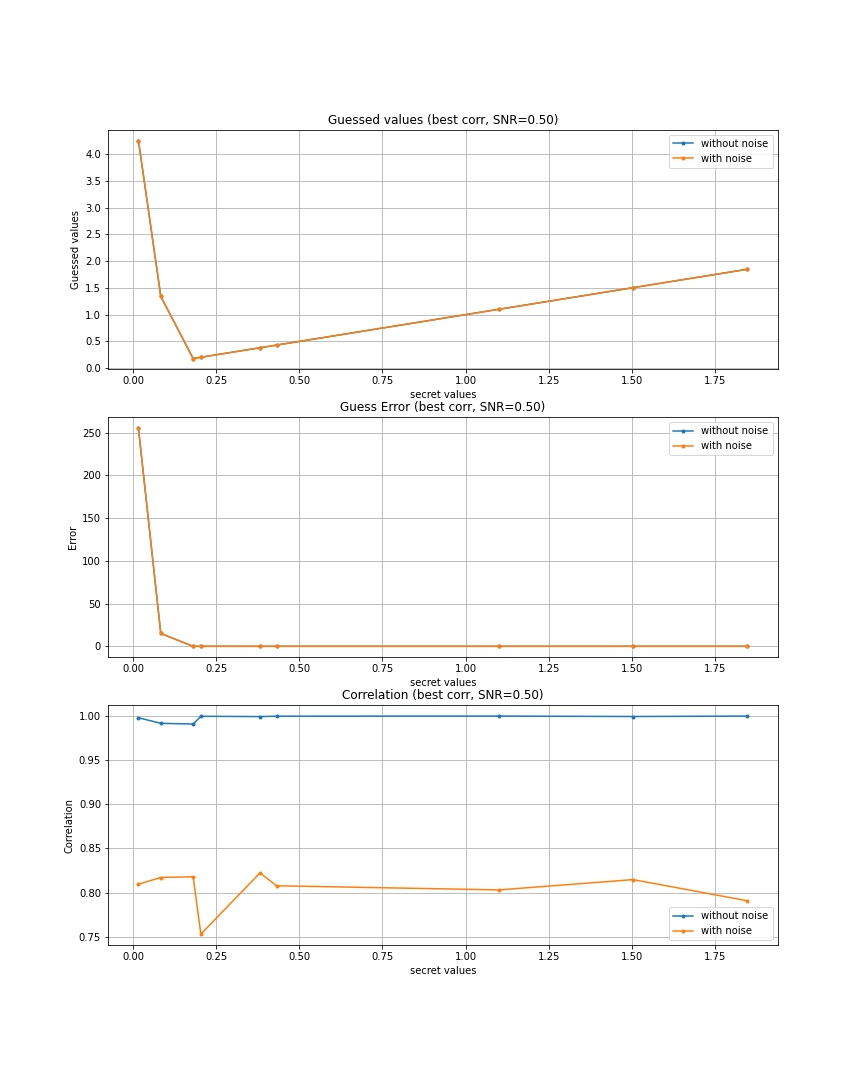 Guessed values (best corr, SNR=0.50)
without noise
with noise
Guessed values
4.0
3.5
3.0
2.5
2.0
1.5
1.0
0.5
0.0
0.00 0.25 0.50 0.75 1.00 1.25 1.50 1.75
secret values
Guess Error (best corr, SNR=0.50)
without noise
with noise
Error
250
200
150
100
50
0
0.00 0.25 0.50 0.75 1.00 1.25 1.50 1.75
secret values
Correlation (best corr, SNR=0.50)
Correlation
1.00
0.95
0.90
0.85
0.80
0.75
without noise
with noise
0.00 0.25 0.50 0.75 1.00 1.25 1.50 1.75
secret values